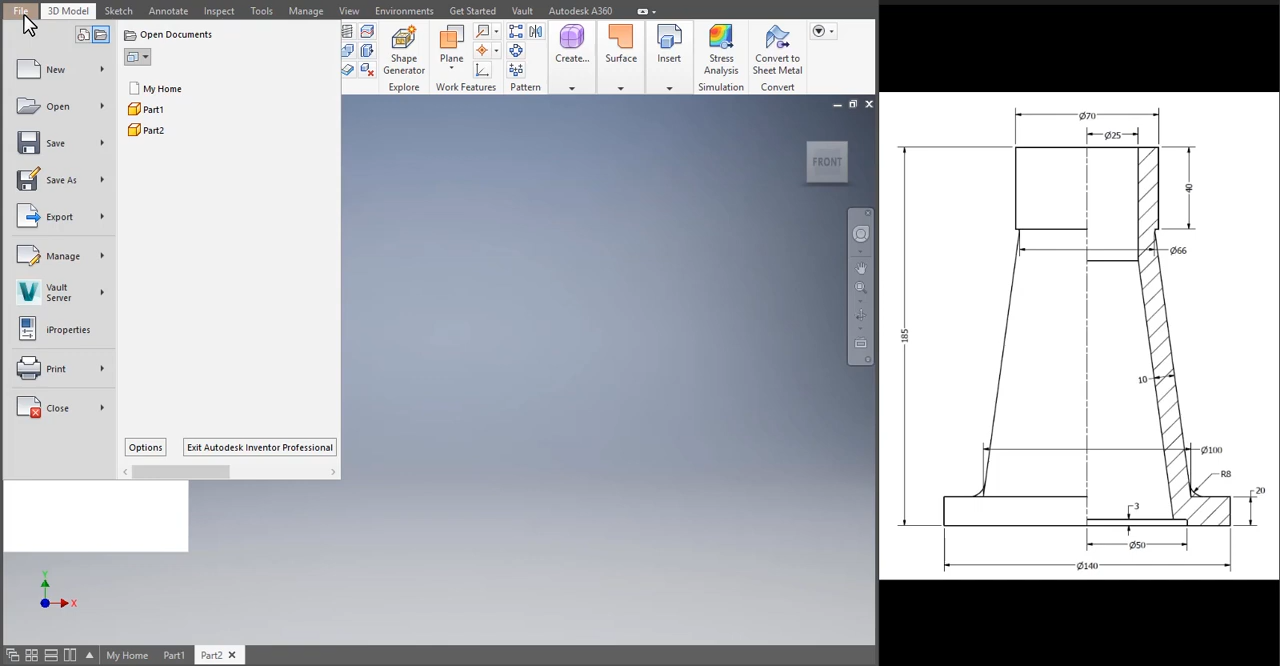 File 3D Model Sketch Annotate Inspect Tools Manage View Environments Get Started Vault Autodesk A360
Open Documents
New
Open
Save
Save As
Export
Manage
Vault
Server
iProperties
Print
Close
My Home
Part1
Part2
Options
Exit Autodesk Inventor Professional
Shape
Generator
Explore
Plane
Work Features
Pattern
Create...
Surface
Insert
Stress
Analysis
Simulation
Convert to
Sheet Metal
Convert
FRONT
Y
X
My Home Part1 Part2
Ø70
Ø25
40
Ø66
185
10
Ø100
R8
20
3
Ø50
Ø140